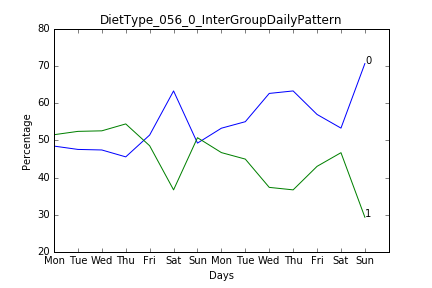 DietType_056_0_InterGroupDailyPattern
80
70
60
50
40
30
20
Percentage
0
1
Mon Tue Wed Thu Fri Sat Sun Mon Tue Wed Thu Fri Sat Sun
Days